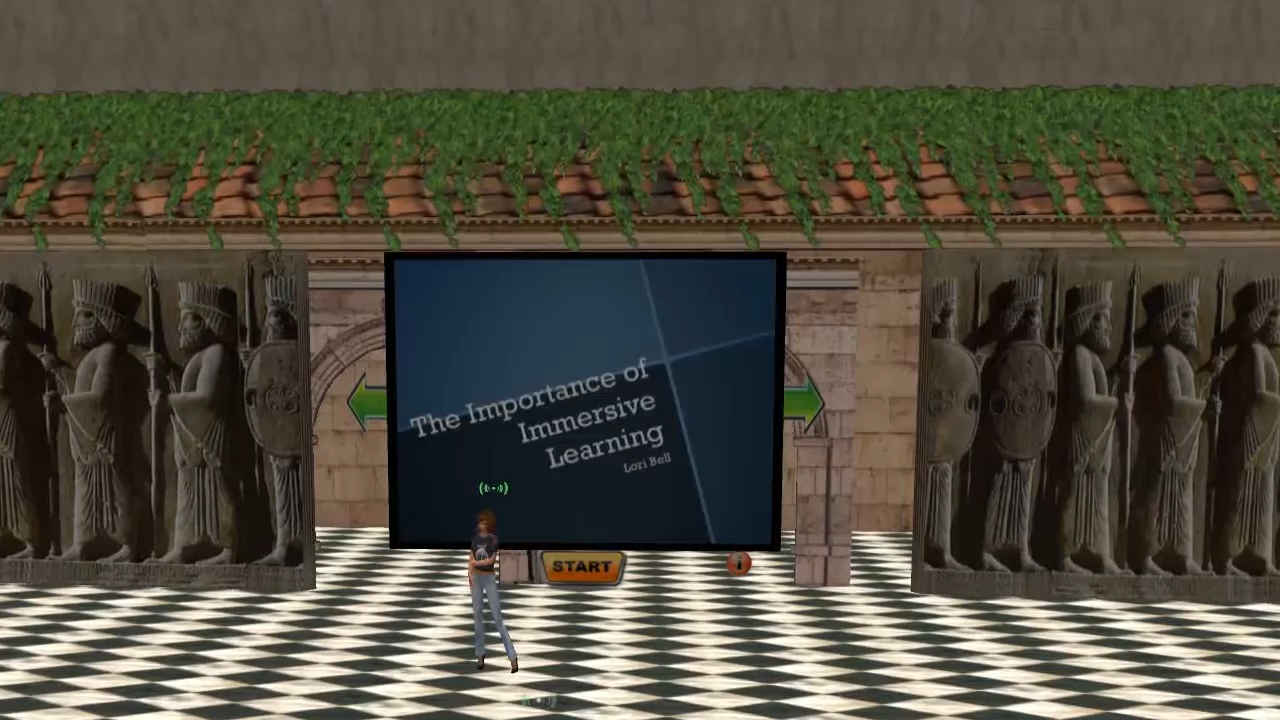 The Importance of
Immersive
Learning
Lori Bell
START
i